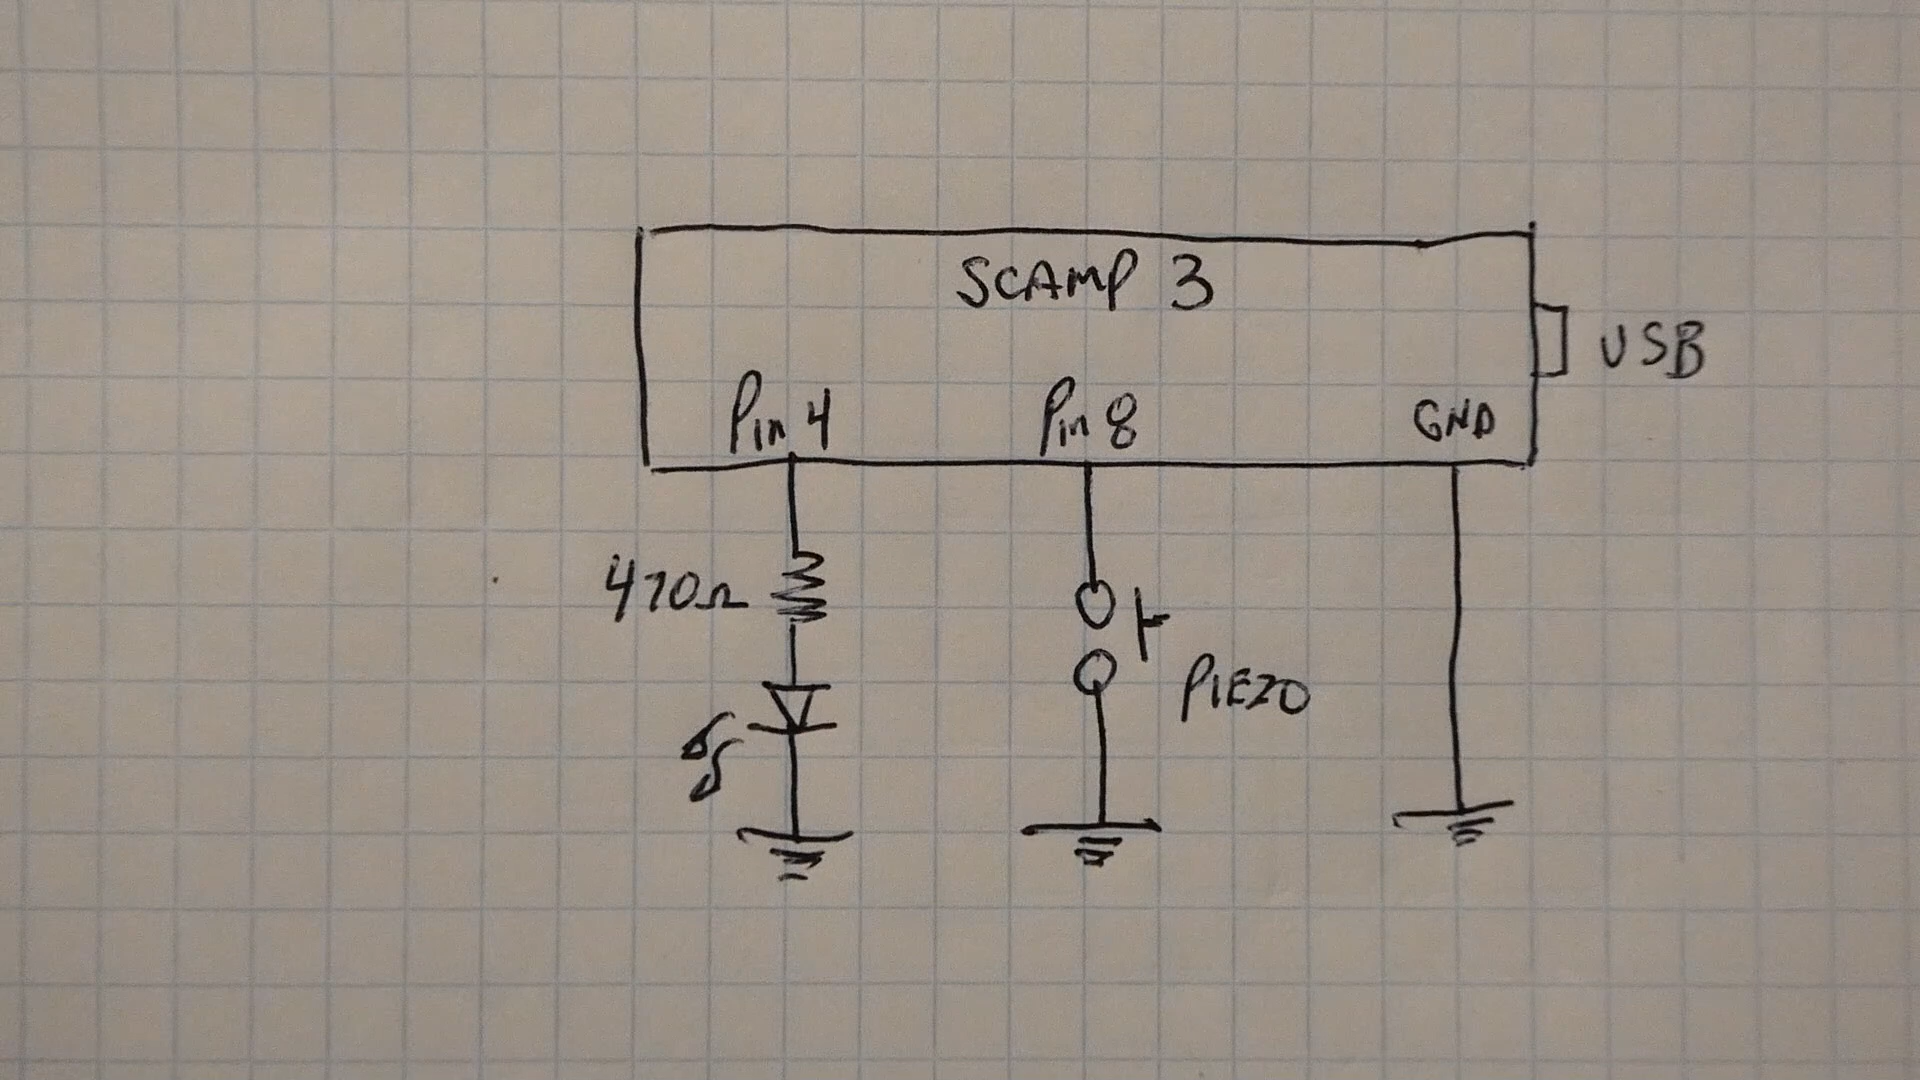 SCAMP 3
USB
Pin 4
Pin 8
GND
470Ω
PIEZO